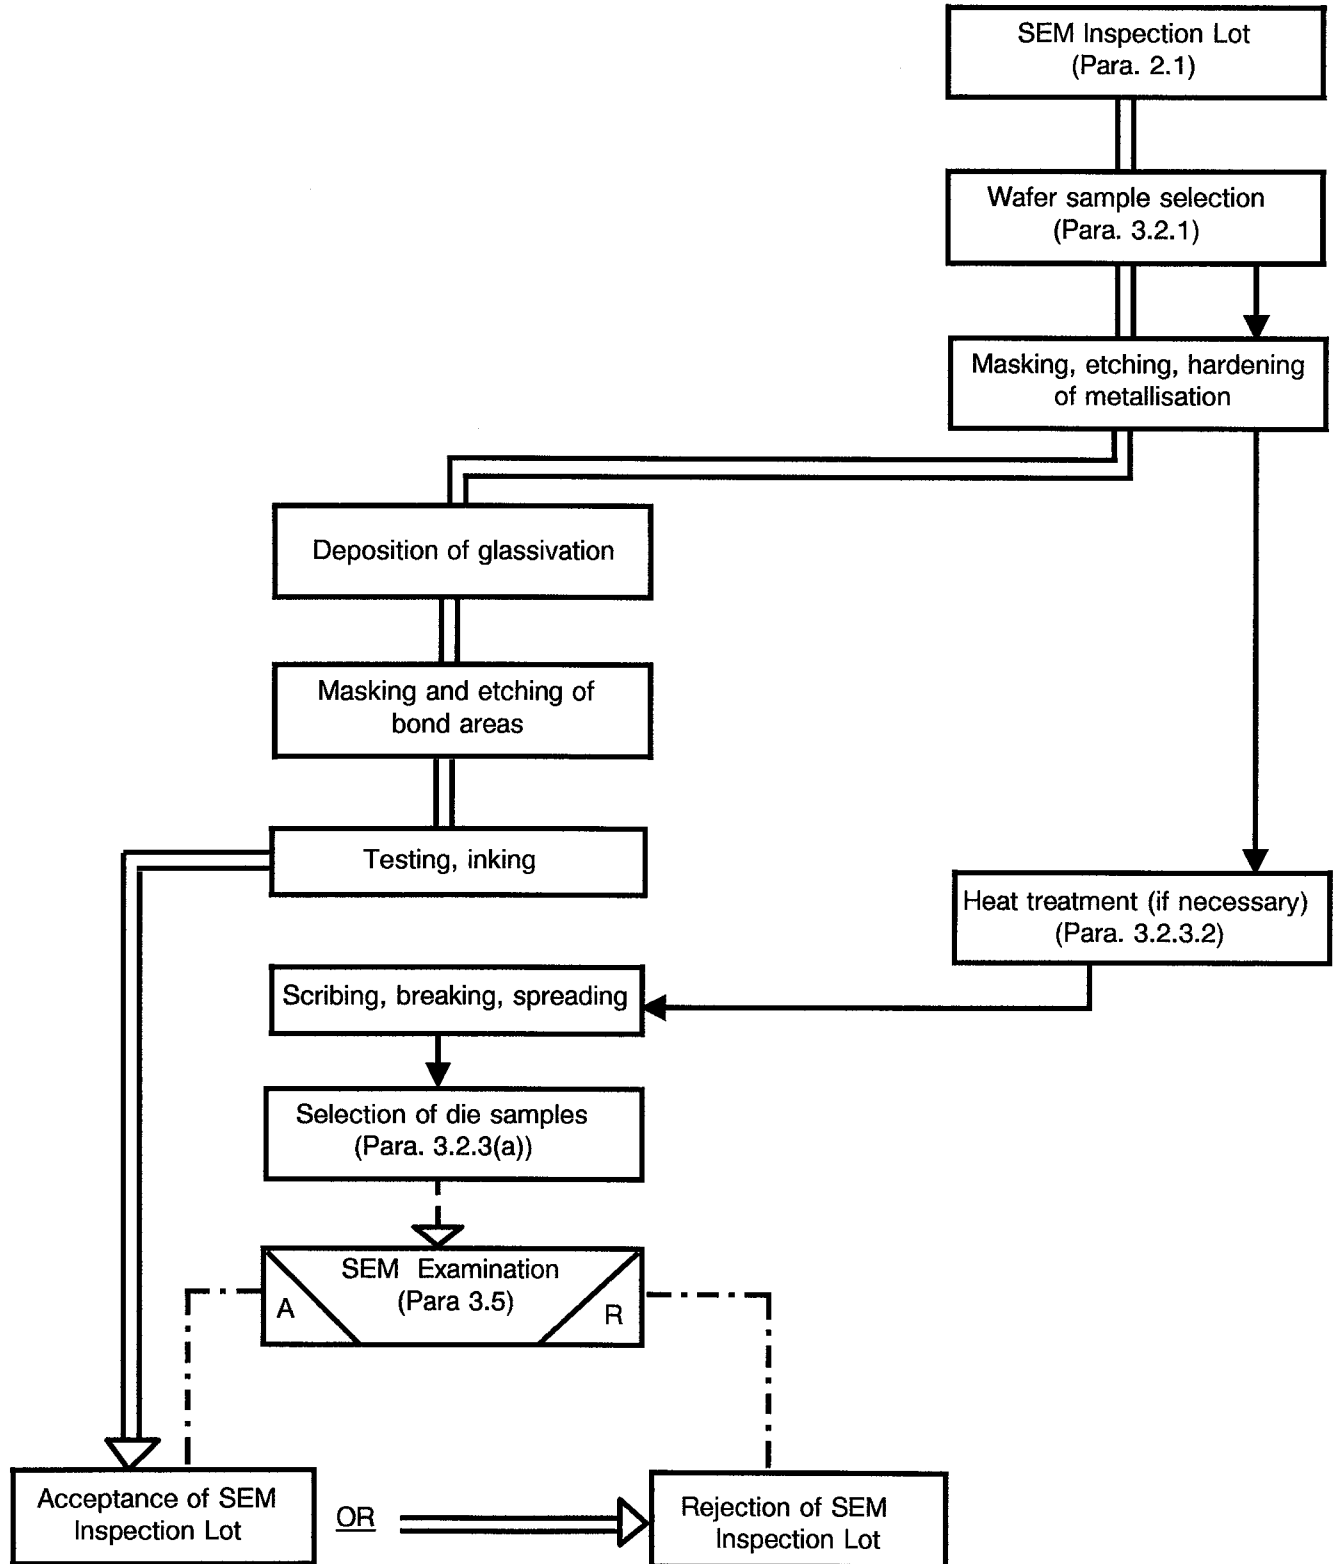 SEM Inspection Lot
(Para. 2.1)
Wafer sample selection
(Para. 3.2.1)
Masking, etching, hardening
of metallisation
Deposition of glassivation
Masking and etching of
bond areas
Testing, inking
Heat treatment (if necessary)
(Para. 3.2.3.2)
Scribing, breaking, spreading
Selection of die samples
(Para. 3.2.3(a))
SEM Examination
(Para 3.5)
A
R
Acceptance of SEM
Inspection Lot
OR
Rejection of SEM
Inspection Lot